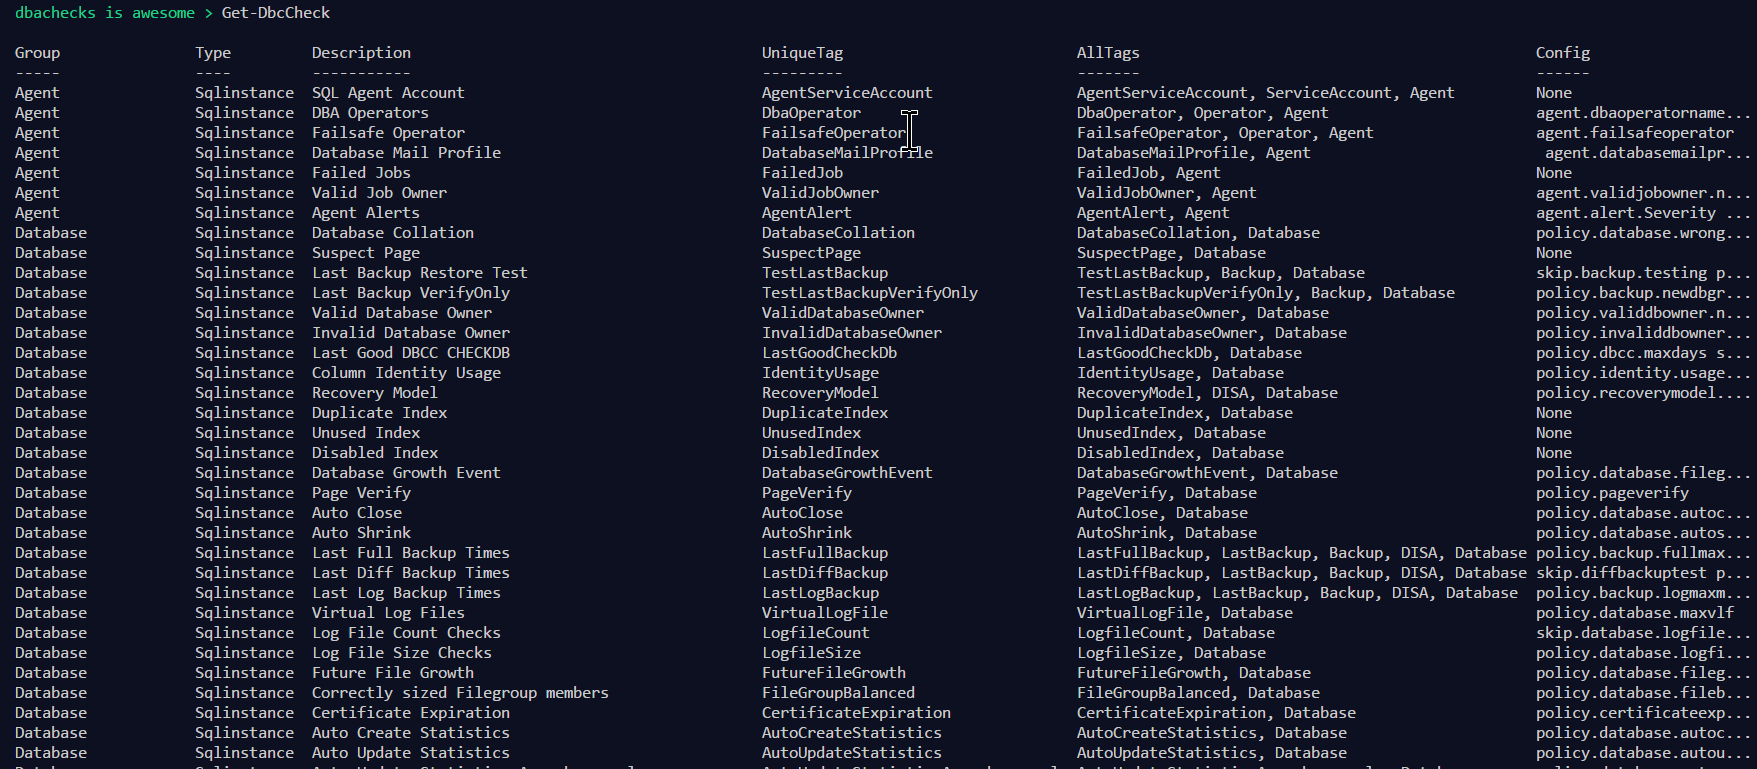 dbachecks is awesome > Get-DbcCheck
Group Type Description UniqueTag AllTags Config
----- ---- ----------- --------- ------- ------
Agent Sqlinstance SQL Agent Account AgentServiceAccount AgentServiceAccount, ServiceAccount, Agent None
Agent Sqlinstance DBA Operators DbaOperator DbaOperator, Operator, Agent agent.dbaoperatorname...
Agent Sqlinstance Failsafe Operator FailsafeOperator FailsafeOperator, Operator, Agent agent.failsafeoperator
Agent Sqlinstance Database Mail Profile DatabaseMailProfile DatabaseMailProfile, Agent agent.databasemailpr...
Agent Sqlinstance Failed Jobs FailedJob FailedJob, Agent None
Agent Sqlinstance Valid Job Owner ValidJobOwner ValidJobOwner, Agent agent.validjobowner.n...
Agent Sqlinstance Agent Alerts AgentAlert AgentAlert, Agent agent.alert.Severity ...
Database Sqlinstance Database Collation DatabaseCollation DatabaseCollation, Database policy.database.wrong...
Database Sqlinstance Suspect Page SuspectPage SuspectPage, Database None
Database Sqlinstance Last Backup Restore Test TestLastBackup TestLastBackup, Backup, Database skip.backup.testing p...
Database Sqlinstance Last Backup VerifyOnly TestLastBackupVerifyOnly TestLastBackupVerifyOnly, Backup, Database policy.backup.newdbgr...
Database Sqlinstance Valid Database Owner ValidDatabaseOwner ValidDatabaseOwner, Database policy.validdbowner.n...
Database Sqlinstance Invalid Database Owner InvalidDatabaseOwner InvalidDatabaseOwner, Database policy.invaliddbowner...
Database Sqlinstance Last Good DBCC CHECKDB LastGoodCheckDb LastGoodCheckDb, Database policy.dbcc.maxdays s...
Database Sqlinstance Column Identity Usage IdentityUsage IdentityUsage, Database policy.identity.usage...
Database Sqlinstance Recovery Model RecoveryModel RecoveryModel, DISA, Database policy.recoverymodel....
Database Sqlinstance Duplicate Index DuplicateIndex DuplicateIndex, Database None
Database Sqlinstance Unused Index UnusedIndex UnusedIndex, Database None
Database Sqlinstance Disabled Index DisabledIndex DisabledIndex, Database None
Database Sqlinstance Database Growth Event DatabaseGrowthEvent DatabaseGrowthEvent, Database policy.database.fileg...
Database Sqlinstance Page Verify PageVerify PageVerify, Database policy.pageverify
Database Sqlinstance Auto Close AutoClose AutoClose, Database policy.database.autoc...
Database Sqlinstance Auto Shrink AutoShrink AutoShrink, Database policy.database.autos...
Database Sqlinstance Last Full Backup Times LastFullBackup LastFullBackup, LastBackup, Backup, DISA, Database policy.backup.fullmax...
Database Sqlinstance Last Diff Backup Times LastDiffBackup LastDiffBackup, LastBackup, Backup, DISA, Database skip.diffbackuptest p...
Database Sqlinstance Last Log Backup Times LastLogBackup LastLogBackup, LastBackup, Backup, DISA, Database policy.backup.logmaxm...
Database Sqlinstance Virtual Log Files VirtualLogFile VirtualLogFile, Database policy.database.maxvlf
Database Sqlinstance Log File Count Checks LogfileCount LogfileCount, Database skip.database.logfile...
Database Sqlinstance Log File Size Checks LogfileSize LogfileSize, Database policy.database.logfi...
Database Sqlinstance Future File Growth FutureFileGrowth FutureFileGrowth, Database policy.database.fileg...
Database Sqlinstance Correctly sized Filegroup members FileGroupBalanced FileGroupBalanced, Database policy.database.fileb...
Database Sqlinstance Certificate Expiration CertificateExpiration CertificateExpiration, Database policy.certificateexp...
Database Sqlinstance Auto Create Statistics AutoCreateStatistics AutoCreateStatistics, Database policy.database.autoc...
Database Sqlinstance Auto Update Statistics AutoUpdateStatistics AutoUpdateStatistics, Database policy.database.autou...